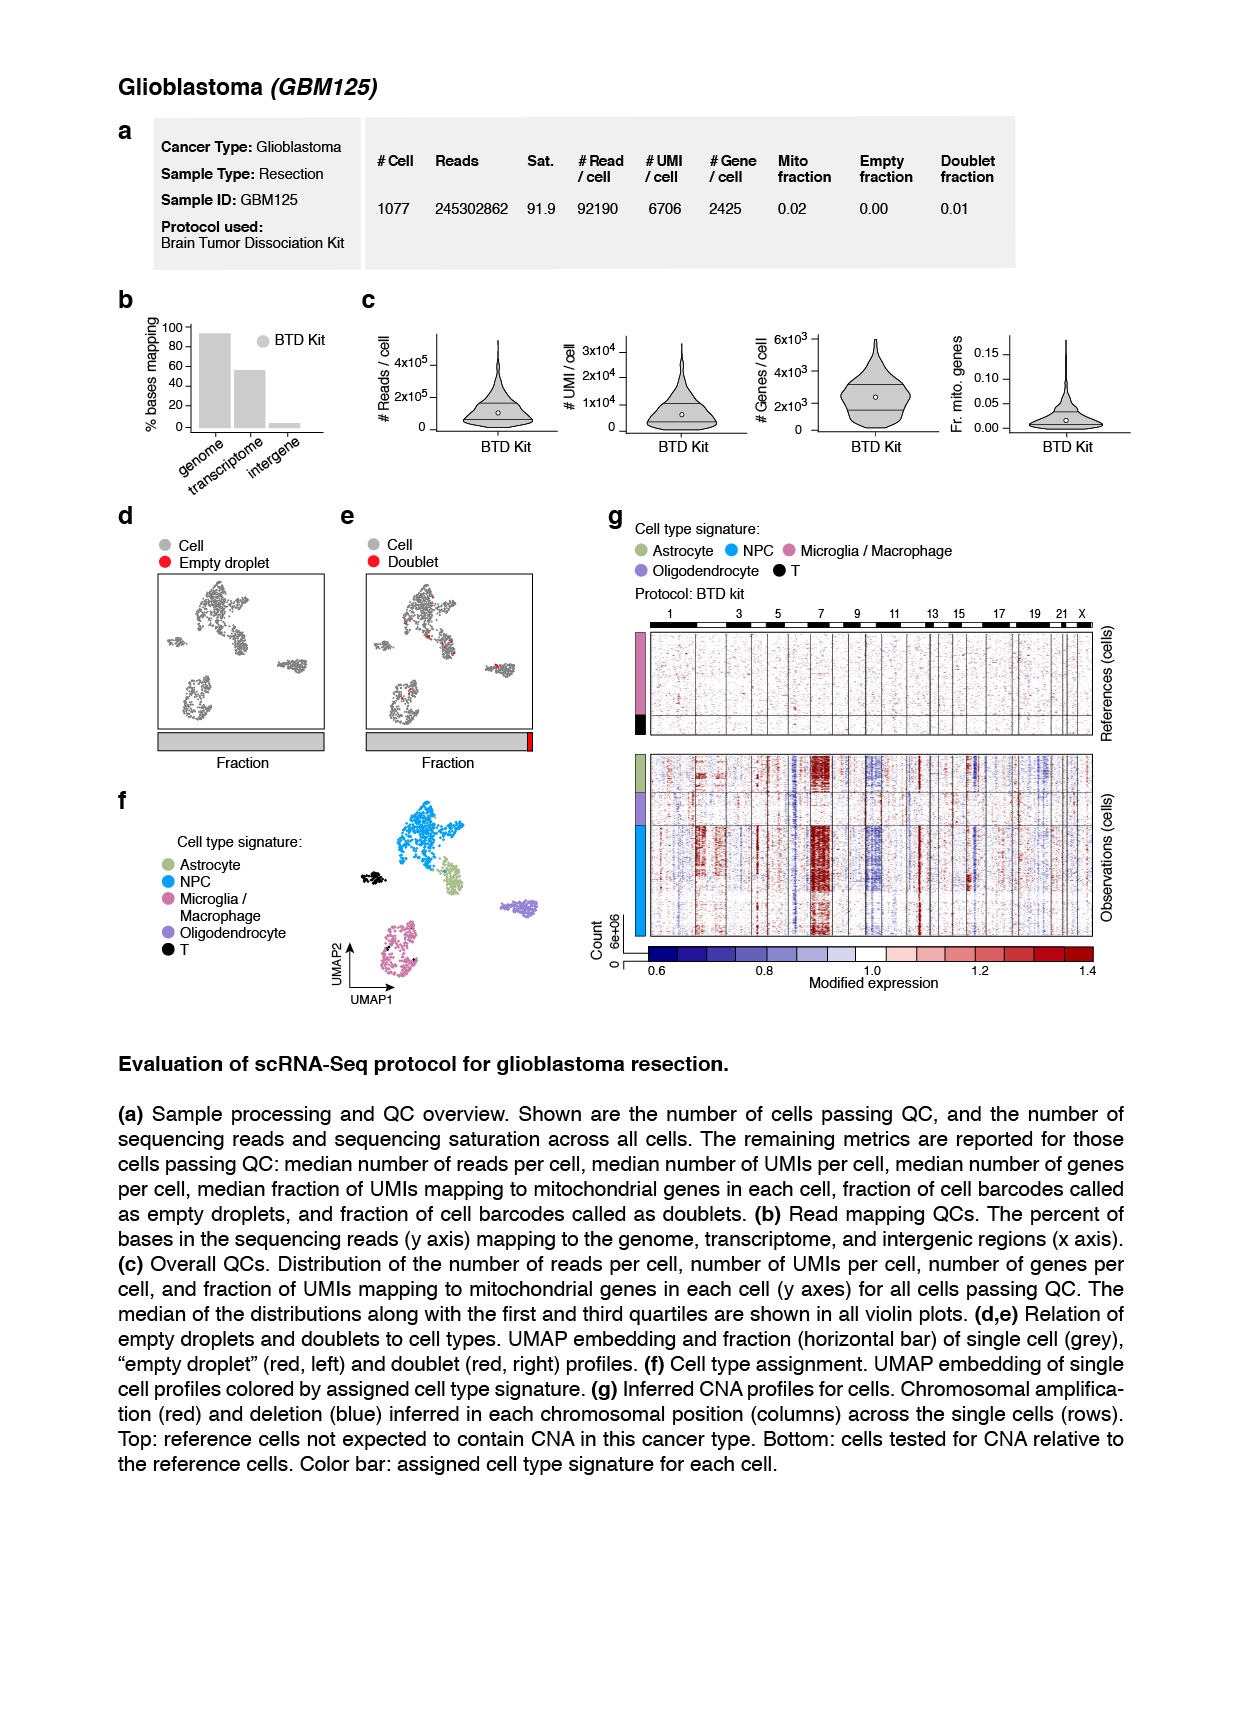 Glioblastoma (GBM125)
a
Cancer Type: Glioblastoma
Sample Type: Resection
Sample ID: GBM125
Protocol used:
Brain Tumor Dissociation Kit
# Cell Reads Sat. # Read / cell # UMI / cell # Gene / cell Mito fraction Empty fraction Doublet fraction
1077 245302862 91.9 92190 6706 2425 0.02 0.00 0.01
b
% bases mapping
100
80
60
40
20
0
BTD Kit
genome
transcriptome
intergene
c
# Reads / cell
4x10⁵
2x10⁵
0
BTD Kit
# UMI / cell
3x10⁴
2x10⁴
1x10⁴
0
BTD Kit
# Genes / cell
6x10³
4x10³
2x10³
0
BTD Kit
Fr. mito. genes
0.15
0.10
0.05
0.00
BTD Kit
d
Cell
Empty droplet
Fraction
e
Cell
Doublet
Fraction
f
Cell type signature:
Astrocyte
NPC
Microglia /
Macrophage
Oligodendrocyte
T
UMAP2
UMAP1
g
Cell type signature:
Astrocyte NPC Microglia / Macrophage
Oligodendrocyte T
Protocol: BTD kit
1 3 5 7 9 11 13 15 17 19 21 X
References (cells)
Observations (cells)
Count
0 6e+06
0.6 0.8 1.0 1.2 1.4
Modified expression
Evaluation of scRNA-Seq protocol for glioblastoma resection.
(a) Sample processing and QC overview. Shown are the number of cells passing QC, and the number of
sequencing reads and sequencing saturation across all cells. The remaining metrics are reported for those
cells passing QC: median number of reads per cell, median number of UMIs per cell, median number of genes
per cell, median fraction of UMIs mapping to mitochondrial genes in each cell, fraction of cell barcodes called
as empty droplets, and fraction of cell barcodes called as doublets. (b) Read mapping QCs. The percent of
bases in the sequencing reads (y axis) mapping to the genome, transcriptome, and intergenic regions (x axis).
(c) Overall QCs. Distribution of the number of reads per cell, number of UMIs per cell, number of genes per
cell, and fraction of UMIs mapping to mitochondrial genes in each cell (y axes) for all cells passing QC. The
median of the distributions along with the first and third quartiles are shown in all violin plots. (d,e) Relation of
empty droplets and doublets to cell types. UMAP embedding and fraction (horizontal bar) of single cell (grey),
“empty droplet” (red, left) and doublet (red, right) profiles. (f) Cell type assignment. UMAP embedding of single
cell profiles colored by assigned cell type signature. (g) Inferred CNA profiles for cells. Chromosomal amplifica-
tion (red) and deletion (blue) inferred in each chromosomal position (columns) across the single cells (rows).
Top: reference cells not expected to contain CNA in this cancer type. Bottom: cells tested for CNA relative to
the reference cells. Color bar: assigned cell type signature for each cell.